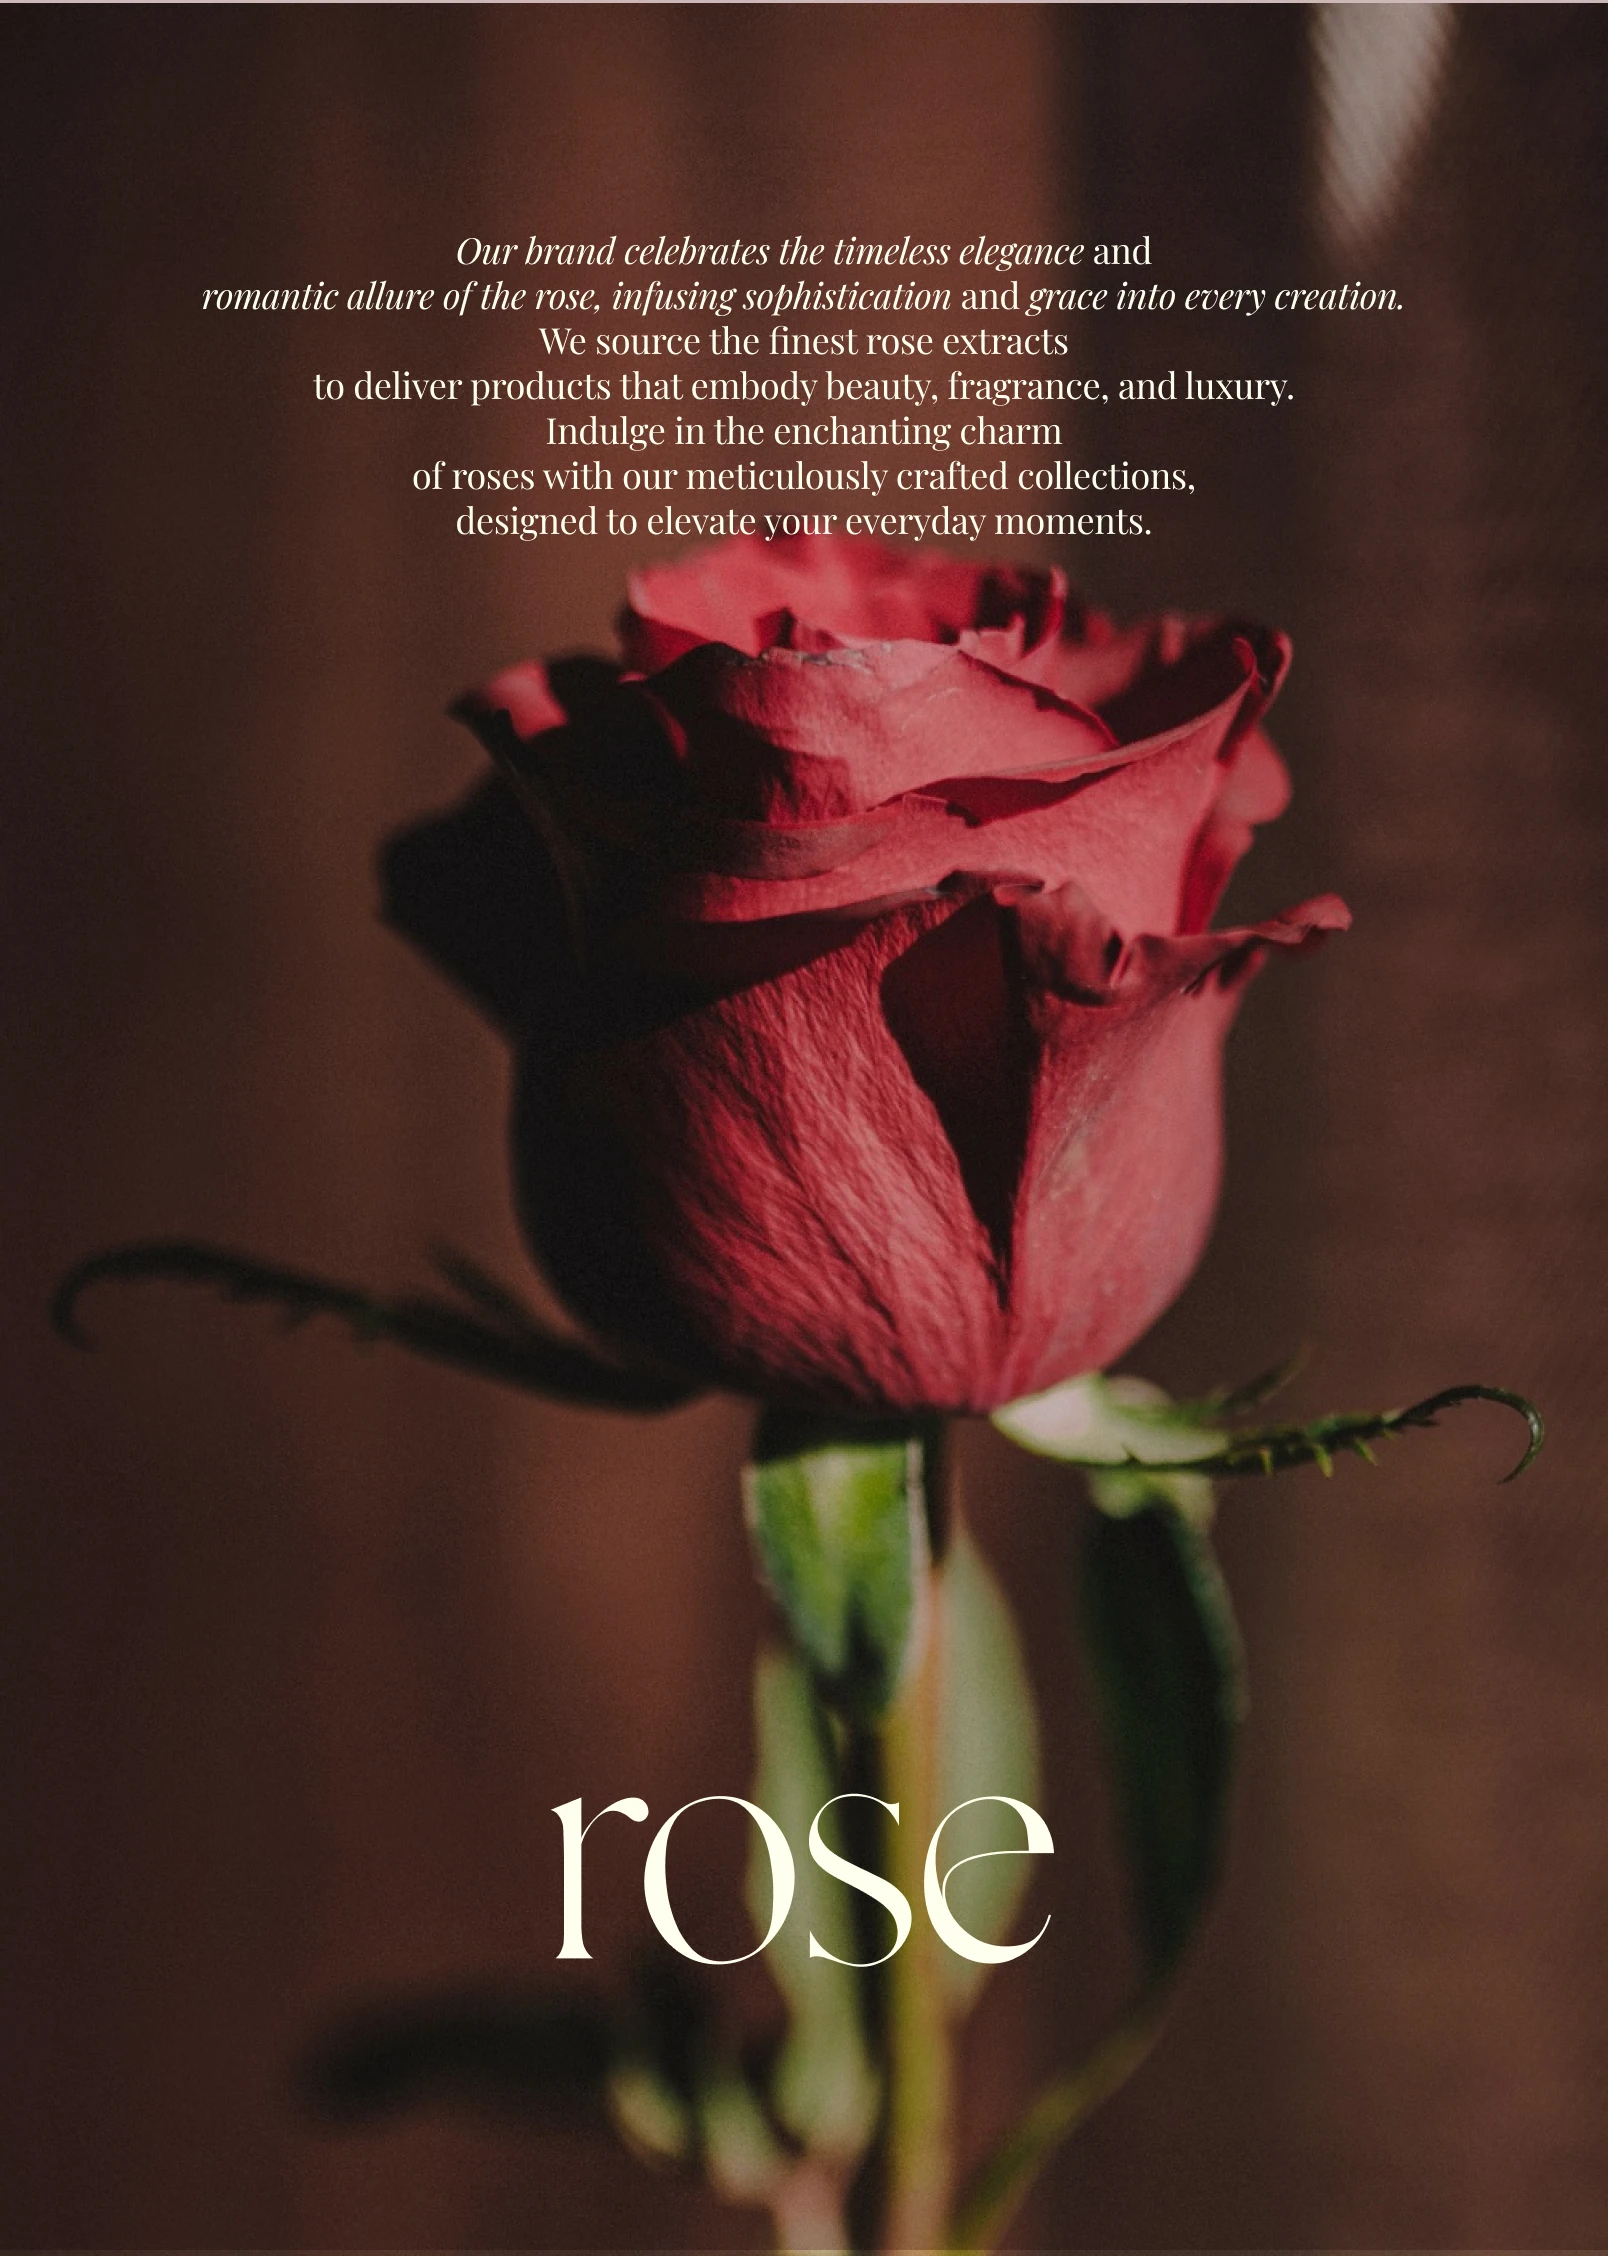 Our brand celebrates the timeless elegance and
romantic allure of the rose, infusing sophistication and grace into every creation.
We source the finest rose extracts
to deliver products that embody beauty, fragrance, and luxury.
Indulge in the enchanting charm
of roses with our meticulously crafted collections,
designed to elevate your everyday moments.
rose